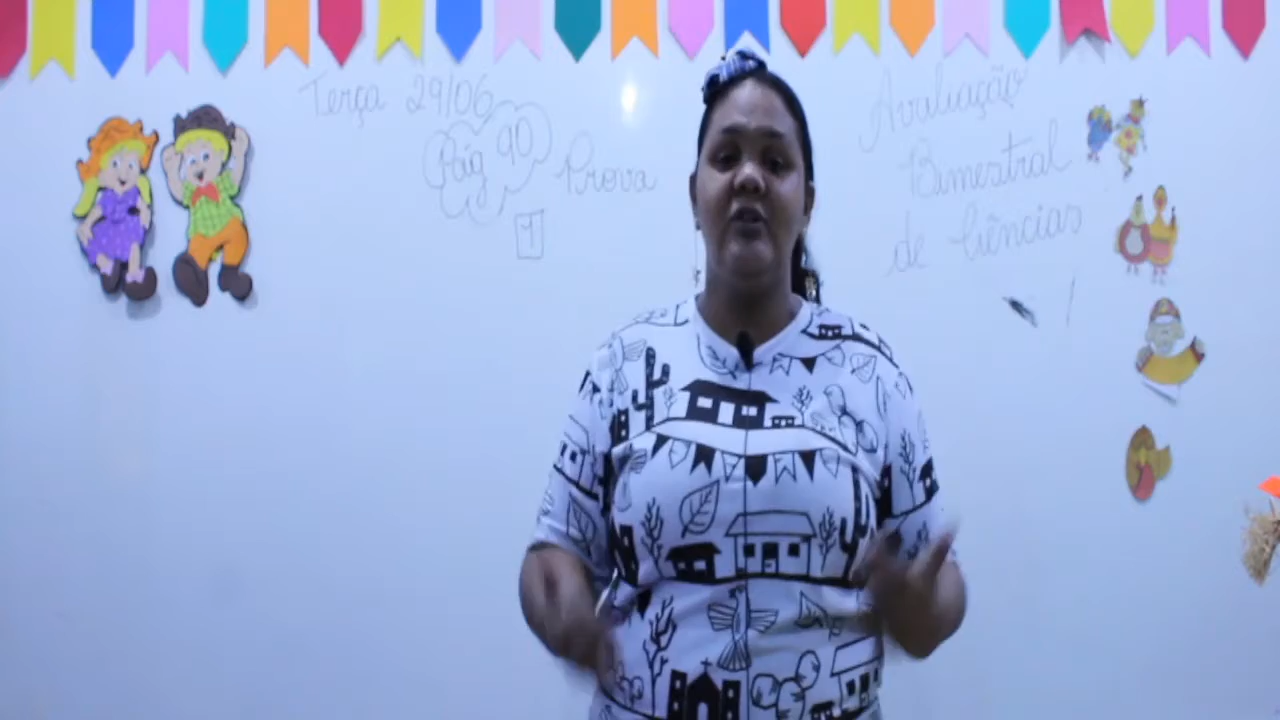 Terça 29/06
Pág 90
Prova
1
Avaliação
Bimestral
de Ciências